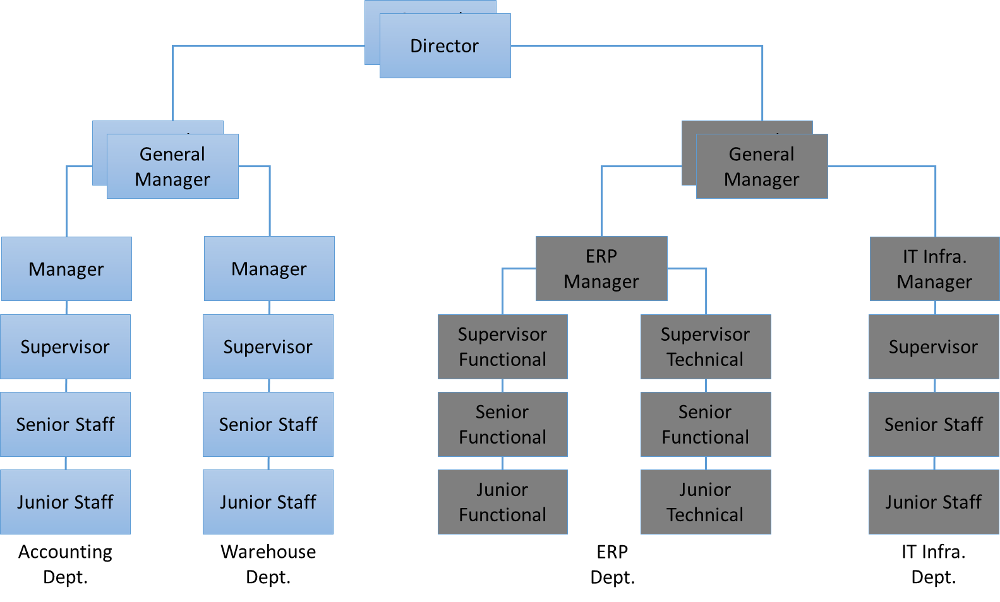 Director
General
Manager
General
Manager
Manager
Manager
ERP
Manager
IT Infra.
Manager
Supervisor
Supervisor
Supervisor
Functional
Supervisor
Technical
Supervisor
Senior Staff
Senior Staff
Senior
Functional
Senior
Functional
Senior Staff
Junior Staff
Junior Staff
Junior
Functional
Junior
Technical
Junior Staff
Accounting
Dept.
Warehouse
Dept.
ERP
Dept.
IT Infra.
Dept.